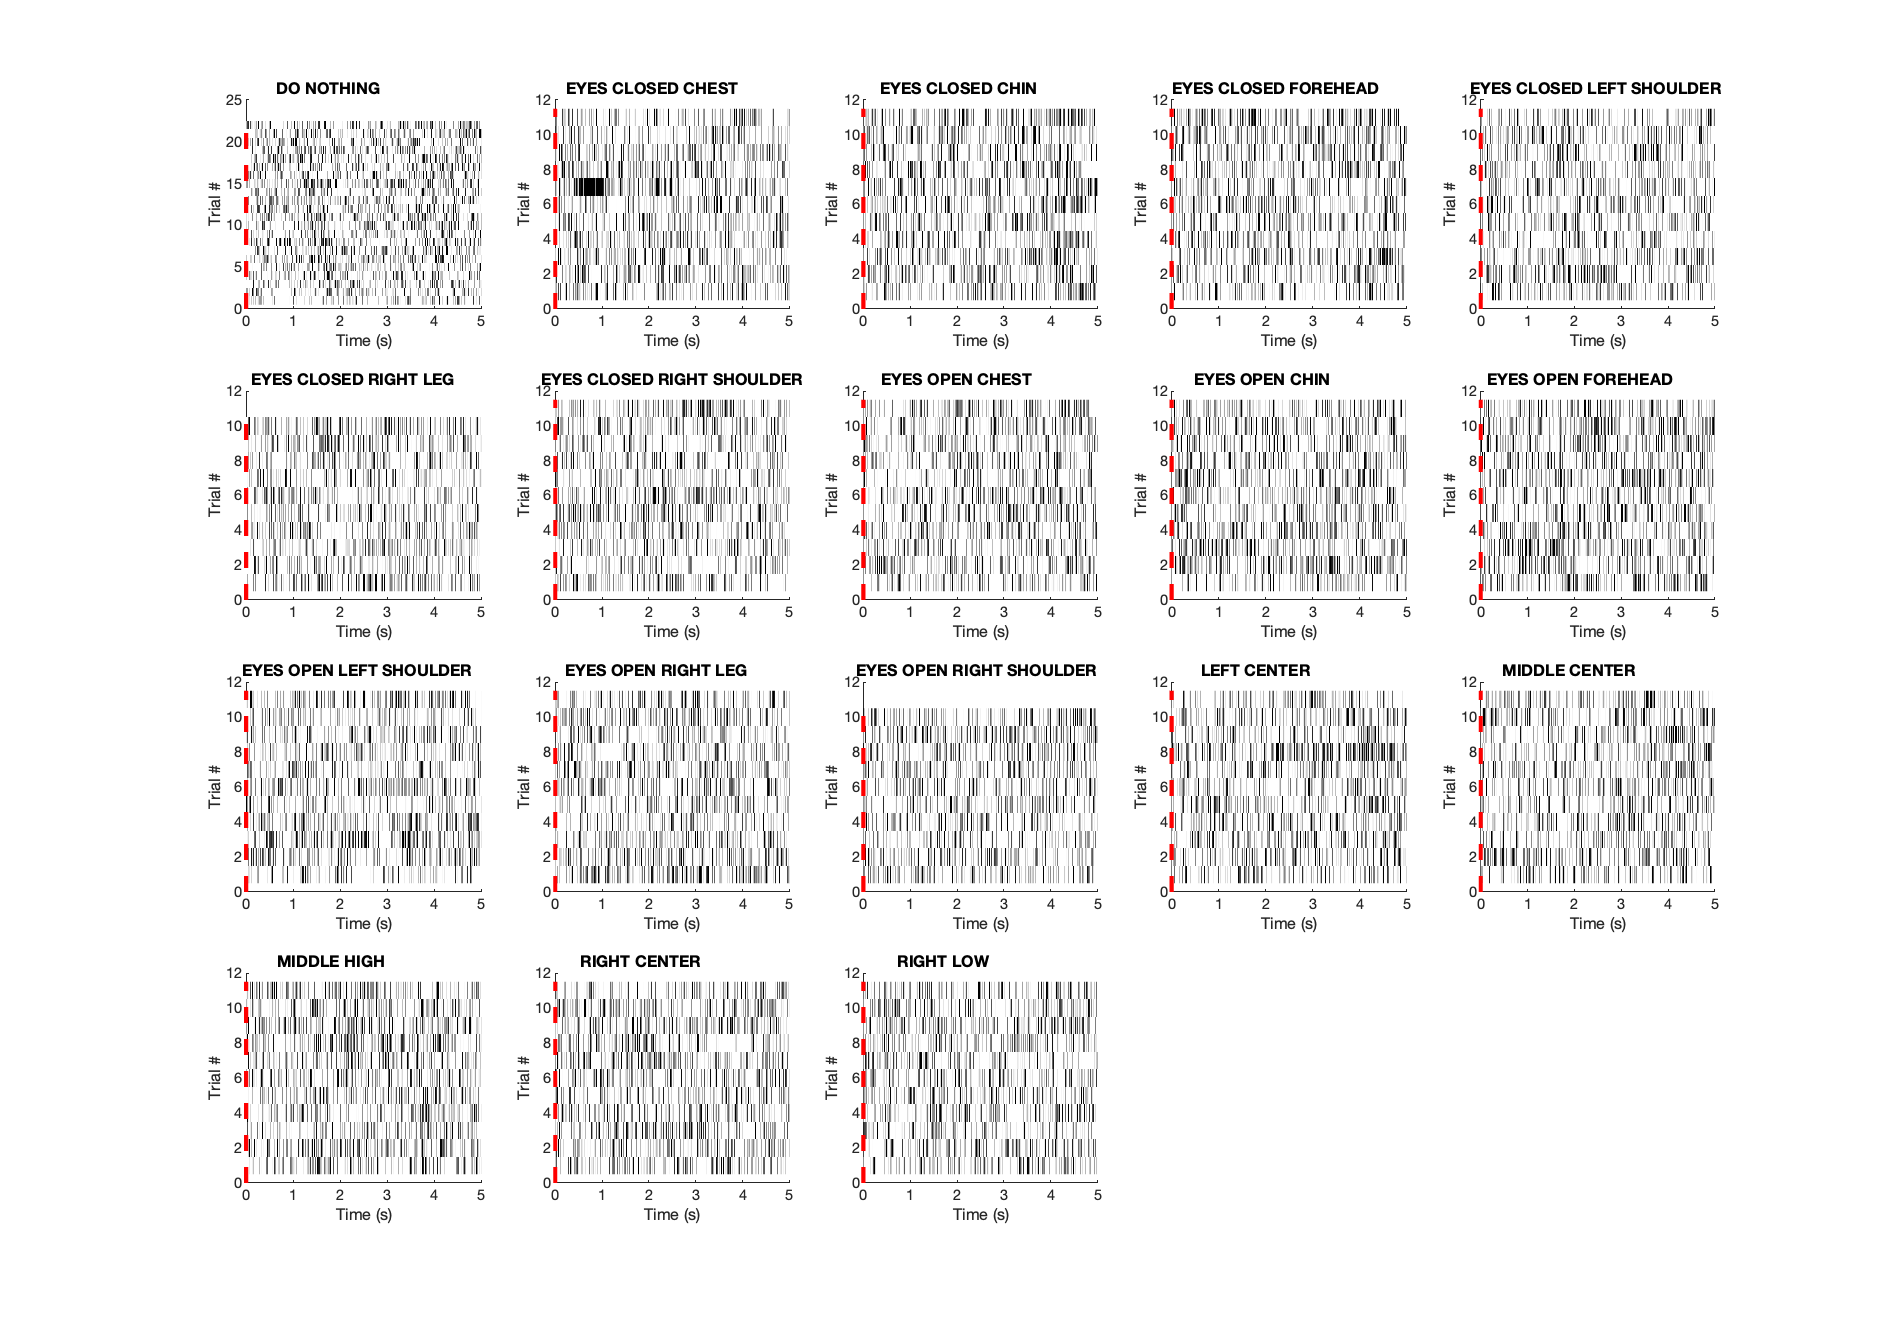 DO NOTHING
25
20
15
10
5
0
Trial #
0 1 2 3 4 5
Time (s)
EYES CLOSED CHEST
12
10
8
6
4
2
0
Trial #
0 1 2 3 4 5
Time (s)
EYES CLOSED CHIN
12
10
8
6
4
2
0
Trial #
0 1 2 3 4 5
Time (s)
EYES CLOSED FOREHEAD
12
10
8
6
4
2
0
Trial #
0 1 2 3 4 5
Time (s)
EYES CLOSED LEFT SHOULDER
12
10
8
6
4
2
0
Trial #
0 1 2 3 4 5
Time (s)
EYES CLOSED RIGHT LEG
12
10
8
6
4
2
0
Trial #
0 1 2 3 4 5
Time (s)
EYES CLOSED RIGHT SHOULDER
12
10
8
6
4
2
0
Trial #
0 1 2 3 4 5
Time (s)
EYES OPEN CHEST
12
10
8
6
4
2
0
Trial #
0 1 2 3 4 5
Time (s)
EYES OPEN CHIN
12
10
8
6
4
2
0
Trial #
0 1 2 3 4 5
Time (s)
EYES OPEN FOREHEAD
12
10
8
6
4
2
0
Trial #
0 1 2 3 4 5
Time (s)
EYES OPEN LEFT SHOULDER
12
10
8
6
4
2
0
Trial #
0 1 2 3 4 5
Time (s)
EYES OPEN RIGHT LEG
12
10
8
6
4
2
0
Trial #
0 1 2 3 4 5
Time (s)
EYES OPEN RIGHT SHOULDER
12
10
8
6
4
2
0
Trial #
0 1 2 3 4 5
Time (s)
LEFT CENTER
12
10
8
6
4
2
0
Trial #
0 1 2 3 4 5
Time (s)
MIDDLE CENTER
12
10
8
6
4
2
0
Trial #
0 1 2 3 4 5
Time (s)
MIDDLE HIGH
12
10
8
6
4
2
0
Trial #
0 1 2 3 4 5
Time (s)
RIGHT CENTER
12
10
8
6
4
2
0
Trial #
0 1 2 3 4 5
Time (s)
RIGHT LOW
12
10
8
6
4
2
0
Trial #
0 1 2 3 4 5
Time (s)